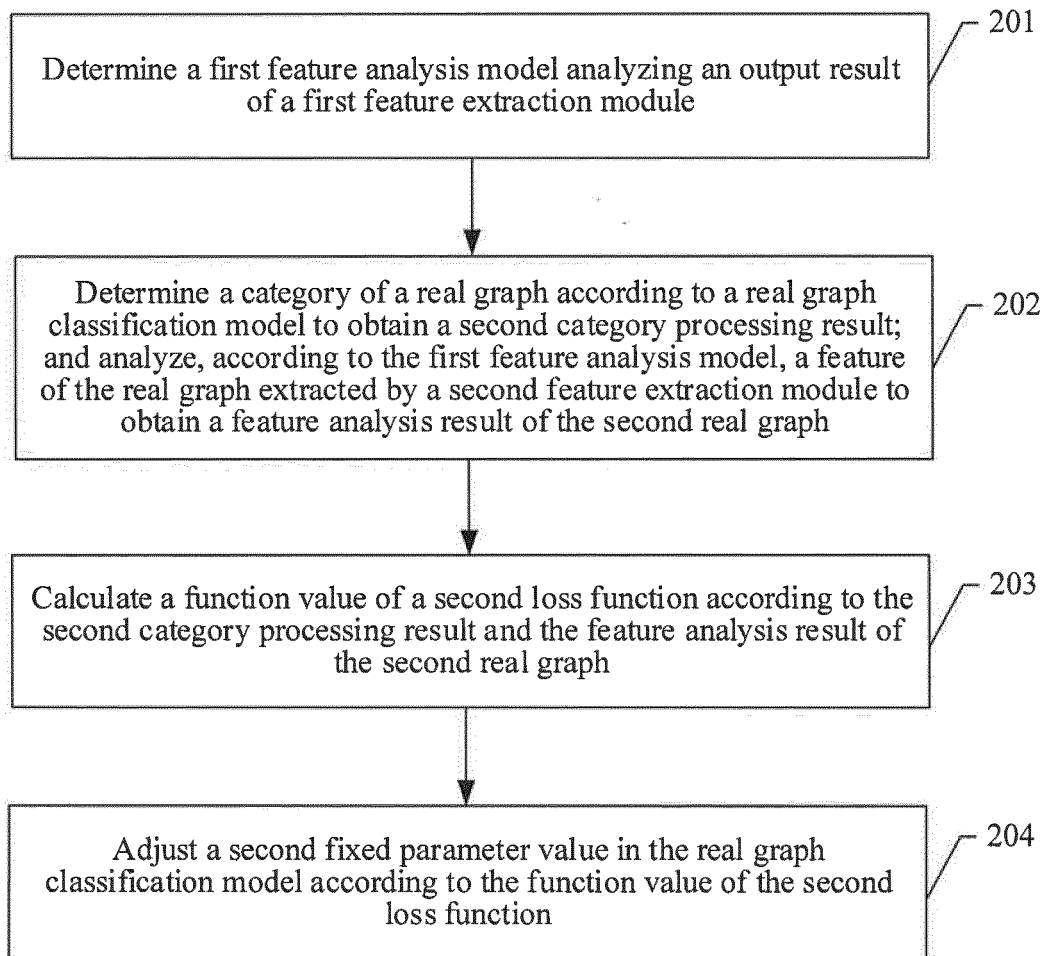 201
Determine a first feature analysis model analyzing an output result
of a first feature extraction module
202
Determine a category of a real graph according to a real graph
classification model to obtain a second category processing result;
and analyze, according to the first feature analysis model, a feature
of the real graph extracted by a second feature extraction module to
obtain a feature analysis result of the second real graph
203
Calculate a function value of a second loss function according to the
second category processing result and the feature analysis result of
the second real graph
204
Adjust a second fixed parameter value in the real graph
classification model according to the function value of the second
loss function